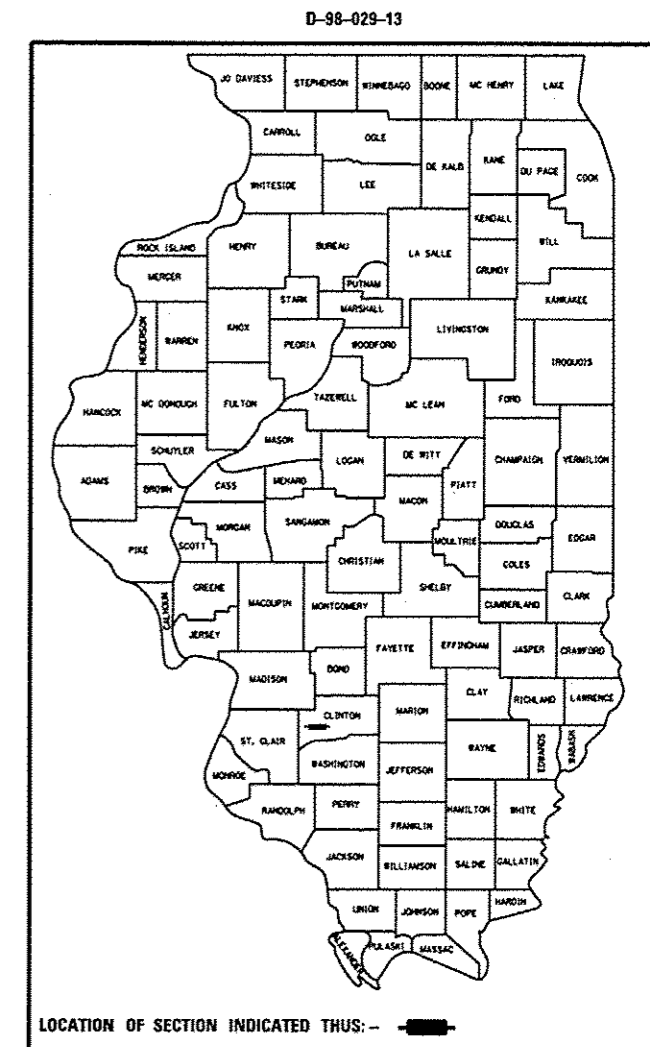 D-98-029-13
JO DAVIESS STEPHENSON WINNEBAGO BOONE MC HENRY LAKE
CARROLL OGLE DE KALB KANE DU PAGE COOK
WHITESIDE LEE KENDALL WILL
ROCK ISLAND HENRY BUREAU LA SALLE GRUNDY
MERCER PUTNAM KANKAKEE
STARK MARSHALL
HENDERSON WARREN KNOX PEORIA WOODFORD LIVINGSTON IROQUOIS
HANCOCK MC DONOUGH FULTON TAZEWELL MC LEAN FORD
MASON
SCHUYLER LOGAN DE WITT CHAMPAIGN VERMILION
ADAMS BROWN CASS MENARD PIATT
MACON
MORGAN SANGAMON DOUGLAS
PIKE SCOTT CHRISTIAN MOULTRIE EDGAR
COLES
GREENE SHELBY
CALHOUN MACOUPIN MONTGOMERY CUMBERLAND CLARK
JERSEY
FAYETTE EFFINGHAM JASPER CRAWFORD
MADISON BOND
CLAY RICHLAND LAWRENCE
CLINTON MARION
ST. CLAIR WAYNE EDWARDS WABASH
WASHINGTON JEFFERSON
MONROE
RANDOLPH PERRY HAMILTON WHITE
FRANKLIN
JACKSON WILLIAMSON SALINE GALLATIN
UNION JOHNSON POPE HARDIN
ALEXANDER PULASKI MASSAC
LOCATION OF SECTION INDICATED THUS: -